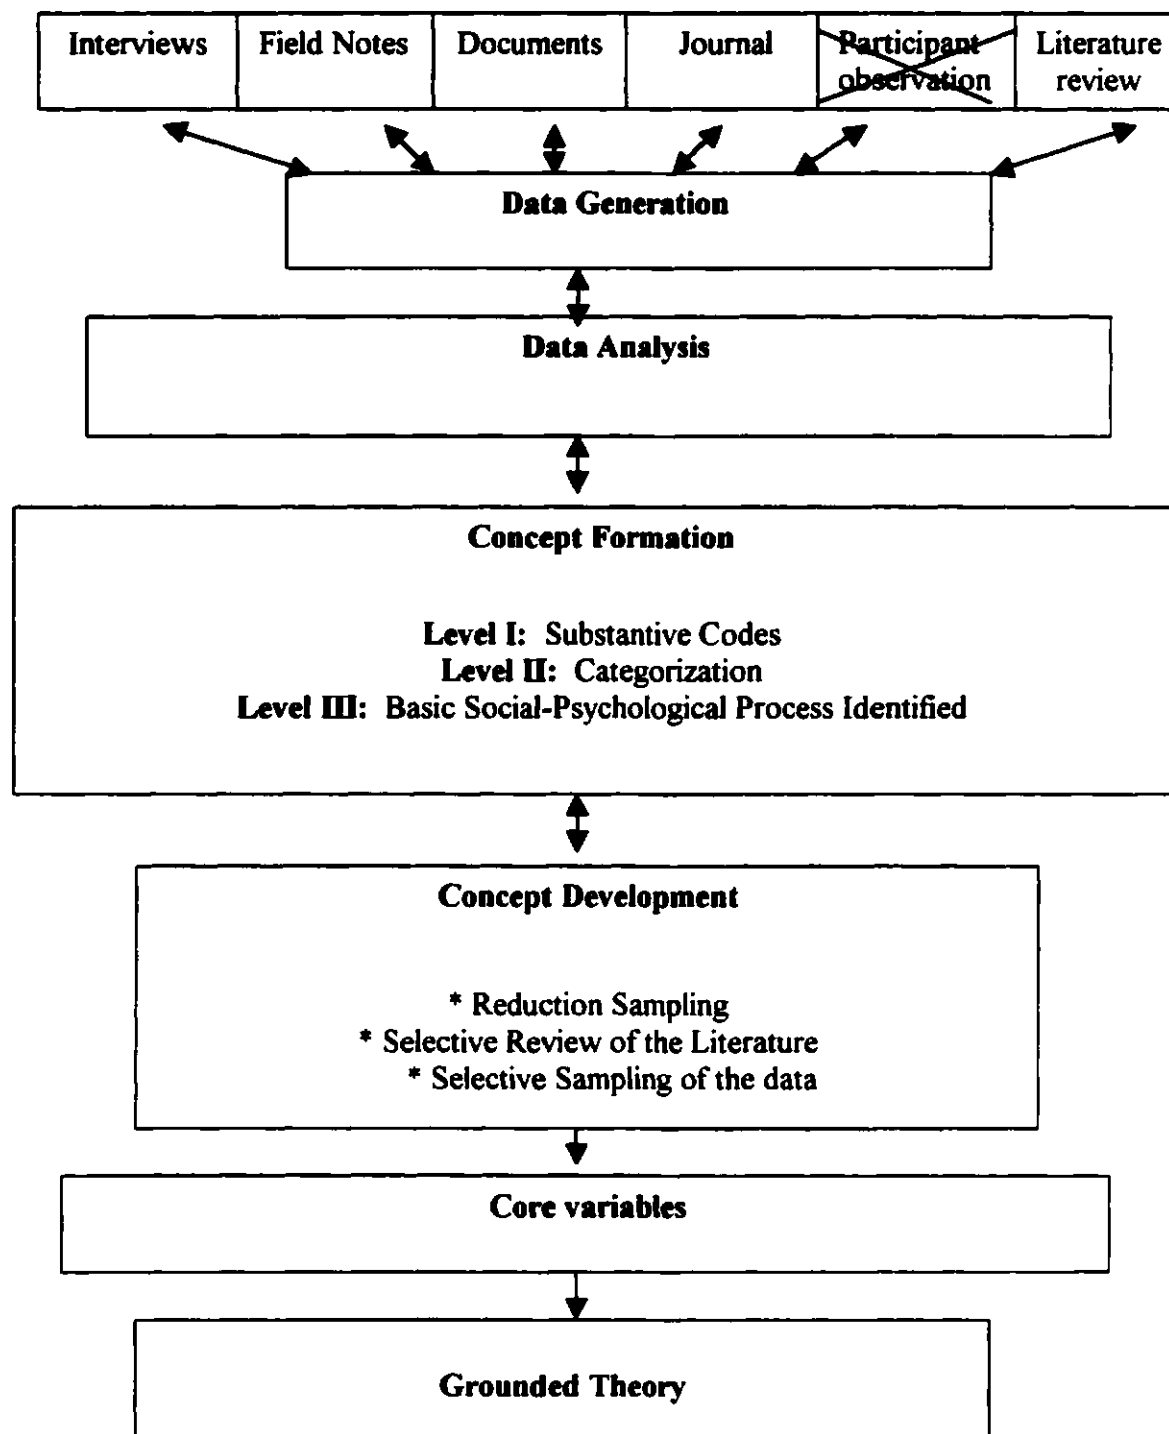 Interviews
Field Notes
Documents
Journal
Participant
observation
Literature
review
Data Generation
Data Analysis
Concept Formation
Level I: Substantive Codes
Level II: Categorization
Level III: Basic Social-Psychological Process Identified
Concept Development
* Reduction Sampling
* Selective Review of the Literature
* Selective Sampling of the data
Core variables
Grounded Theory